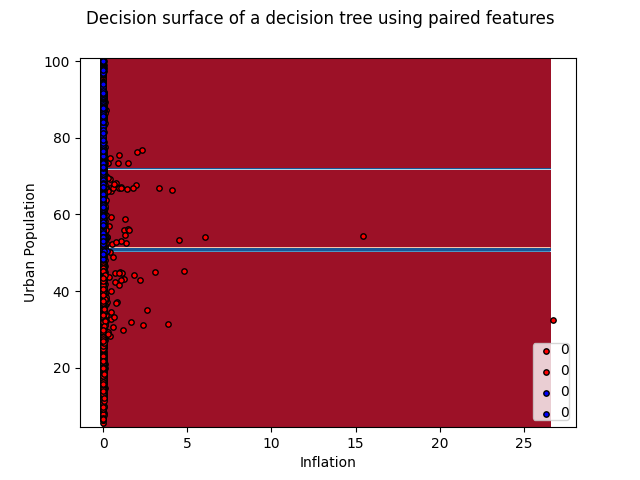 Decision surface of a decision tree using paired features
100
80
60
40
20
Urban Population
0
0
0
0
0 5 10 15 20 25
Inflation